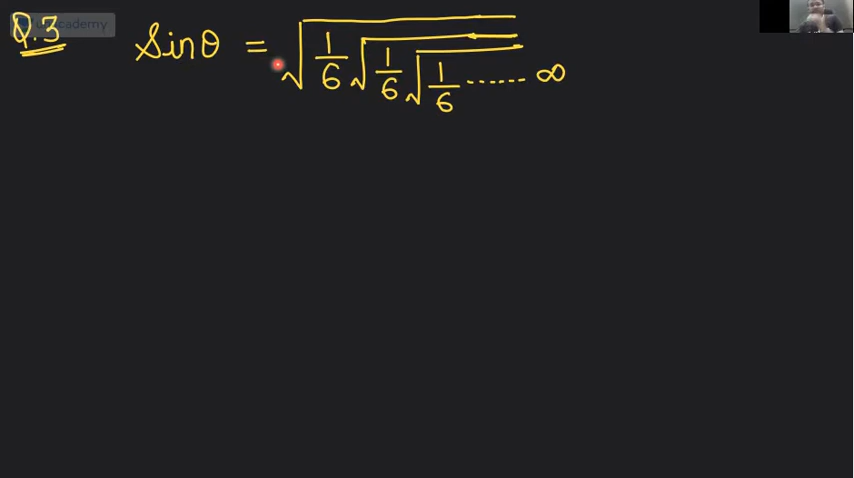 Q.3 Sinθ = √(1/6 √(1/6 √(1/6 ...... ∞